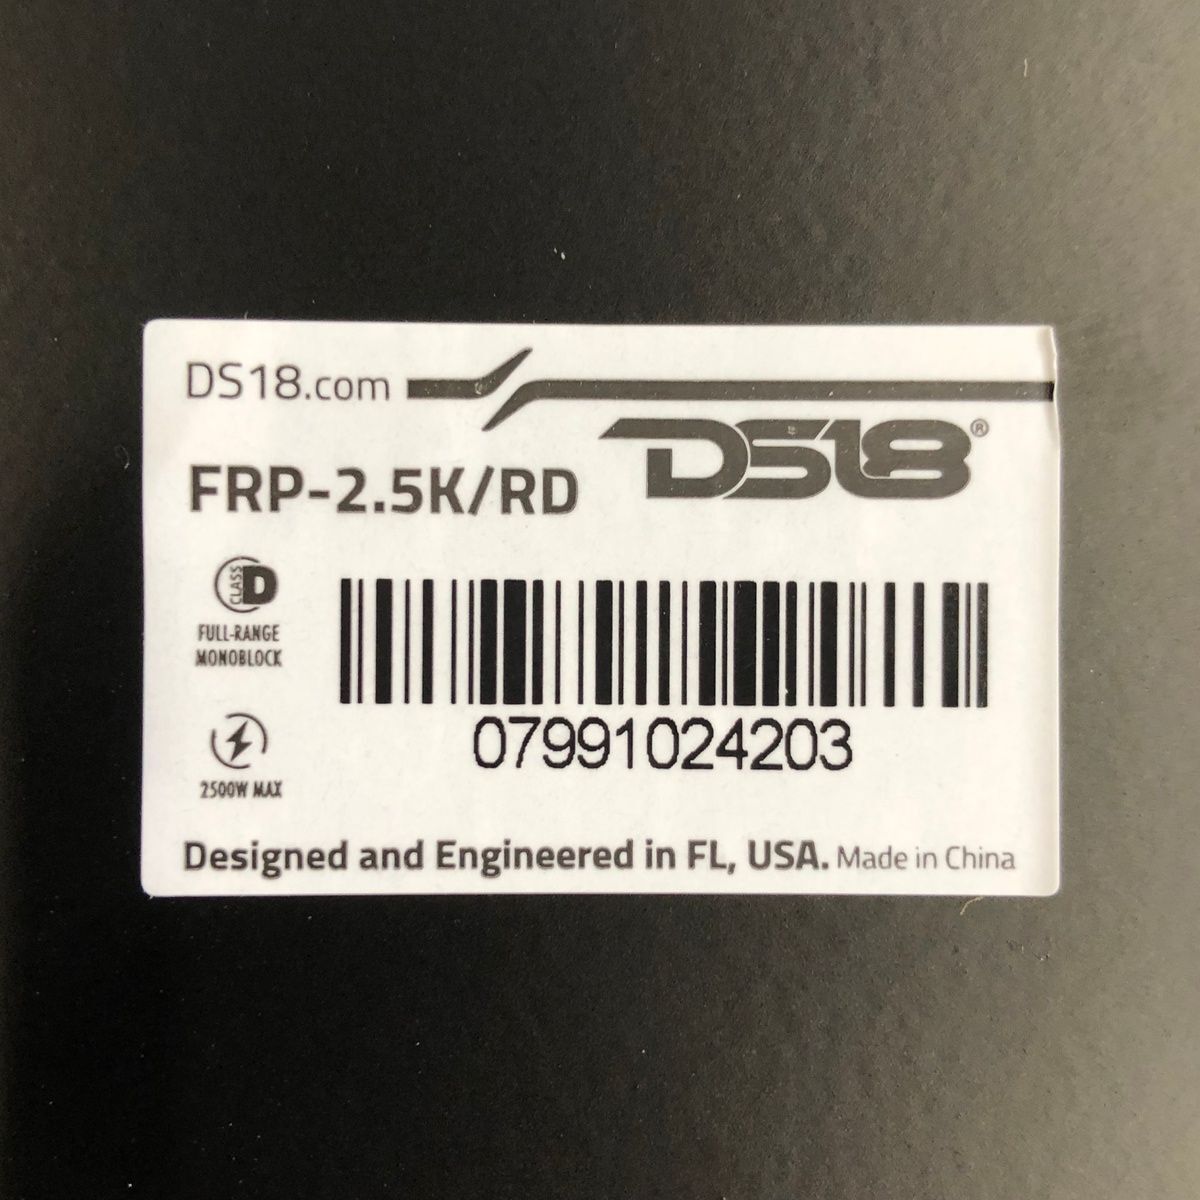 DS18.com
DS18®
FRP-2.5K/RD
CLASS D
FULL-RANGE
MONOBLOCK
07991024203
2500W MAX
Designed and Engineered in FL, USA. Made in China